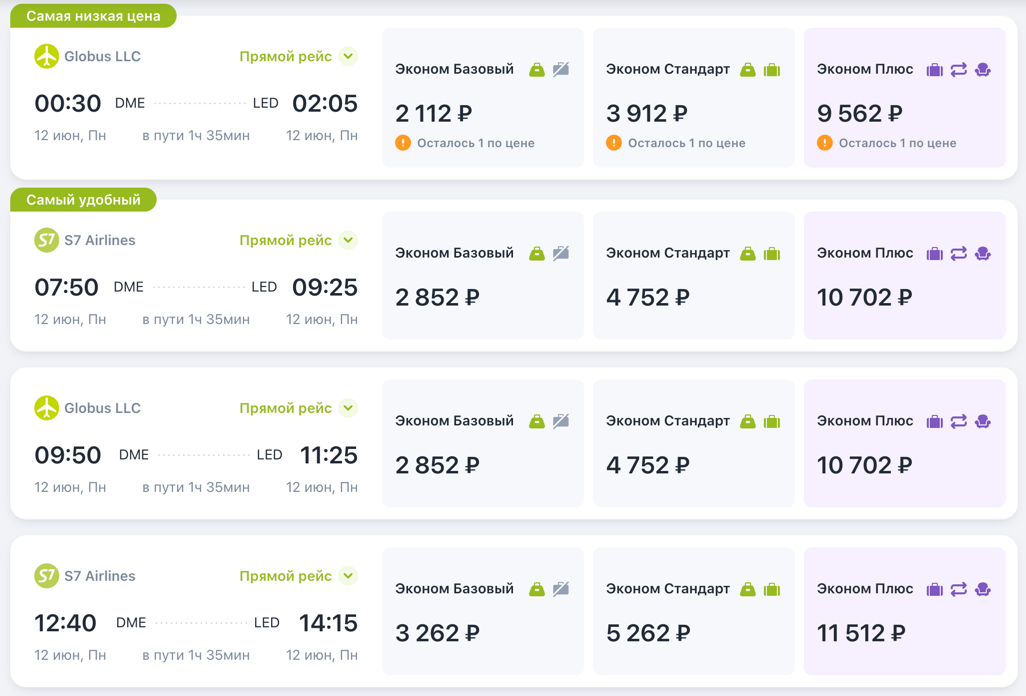 Самая низкая цена
Globus LLC
Прямой рейс
00:30 DME LED 02:05
12 июн, Пн в пути 1ч 35мин 12 июн, Пн
Эконом Базовый
2 112 ₽
Осталось 1 по цене
Эконом Стандарт
3 912 ₽
Осталось 1 по цене
Эконом Плюс
9 562 ₽
Осталось 1 по цене
Самый удобный
S7 S7 Airlines
Прямой рейс
07:50 DME LED 09:25
12 июн, Пн в пути 1ч 35мин 12 июн, Пн
Эконом Базовый
2 852 ₽
Эконом Стандарт
4 752 ₽
Эконом Плюс
10 702 ₽
Globus LLC
Прямой рейс
09:50 DME LED 11:25
12 июн, Пн в пути 1ч 35мин 12 июн, Пн
Эконом Базовый
2 852 ₽
Эконом Стандарт
4 752 ₽
Эконом Плюс
10 702 ₽
S7 S7 Airlines
Прямой рейс
12:40 DME LED 14:15
12 июн, Пн в пути 1ч 35мин 12 июн, Пн
Эконом Базовый
3 262 ₽
Эконом Стандарт
5 262 ₽
Эконом Плюс
11 512 ₽